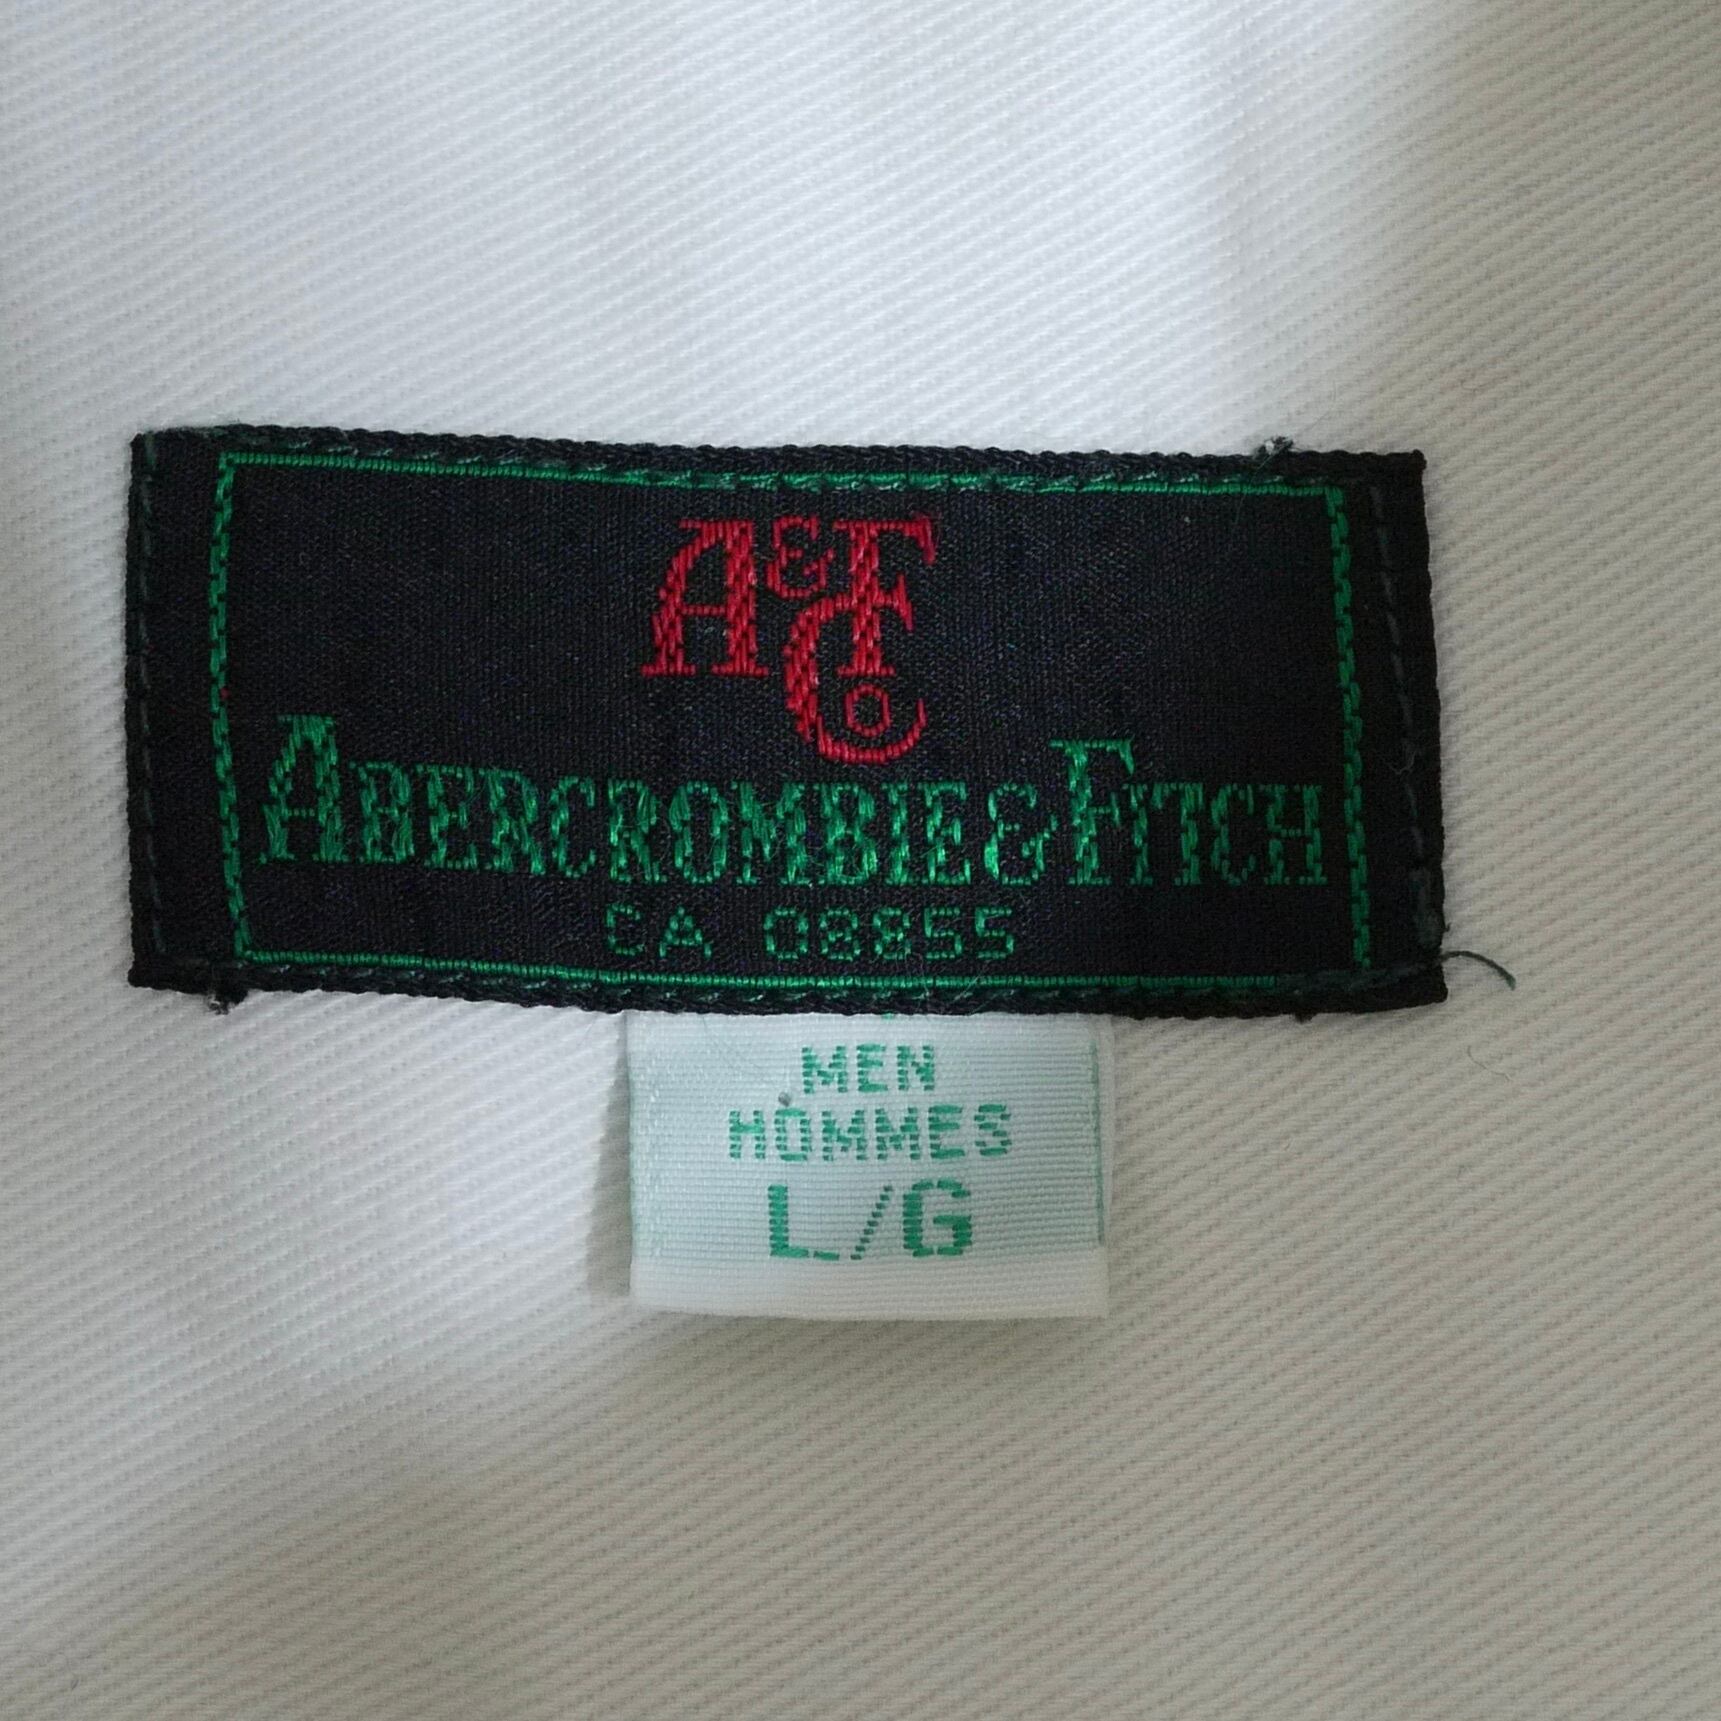 A&F Co
ABERCROMBIE & FITCH
CA 08855
MEN
HOMMES
L/G